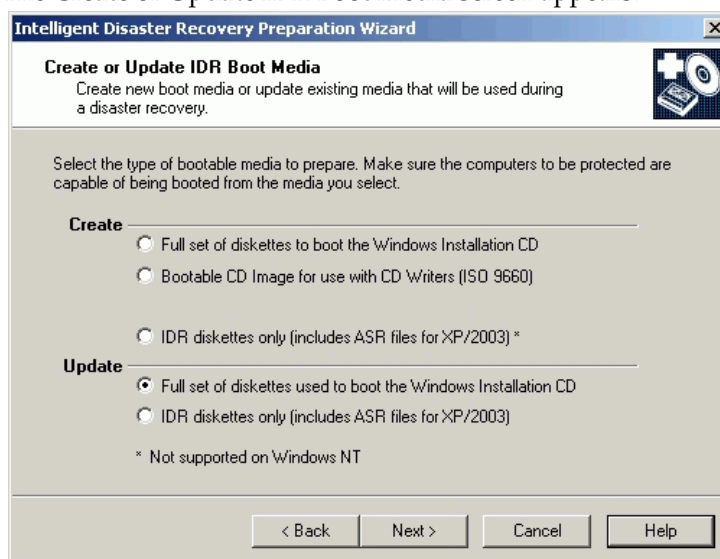 Intelligent Disaster Recovery Preparation Wizard
Create or Update IDR Boot Media
Create new boot media or update existing media that will be used during
a disaster recovery.
Select the type of bootable media to prepare. Make sure the computers to be protected are
capable of being booted from the media you select.
Create
Full set of diskettes to boot the Windows Installation CD
Bootable CD Image for use with CD Writers (ISO 9660)
IDR diskettes only (includes ASR files for XP/2003) *
Update
Full set of diskettes used to boot the Windows Installation CD
IDR diskettes only (includes ASR files for XP/2003)
* Not supported on Windows NT
< Back
Next >
Cancel
Help